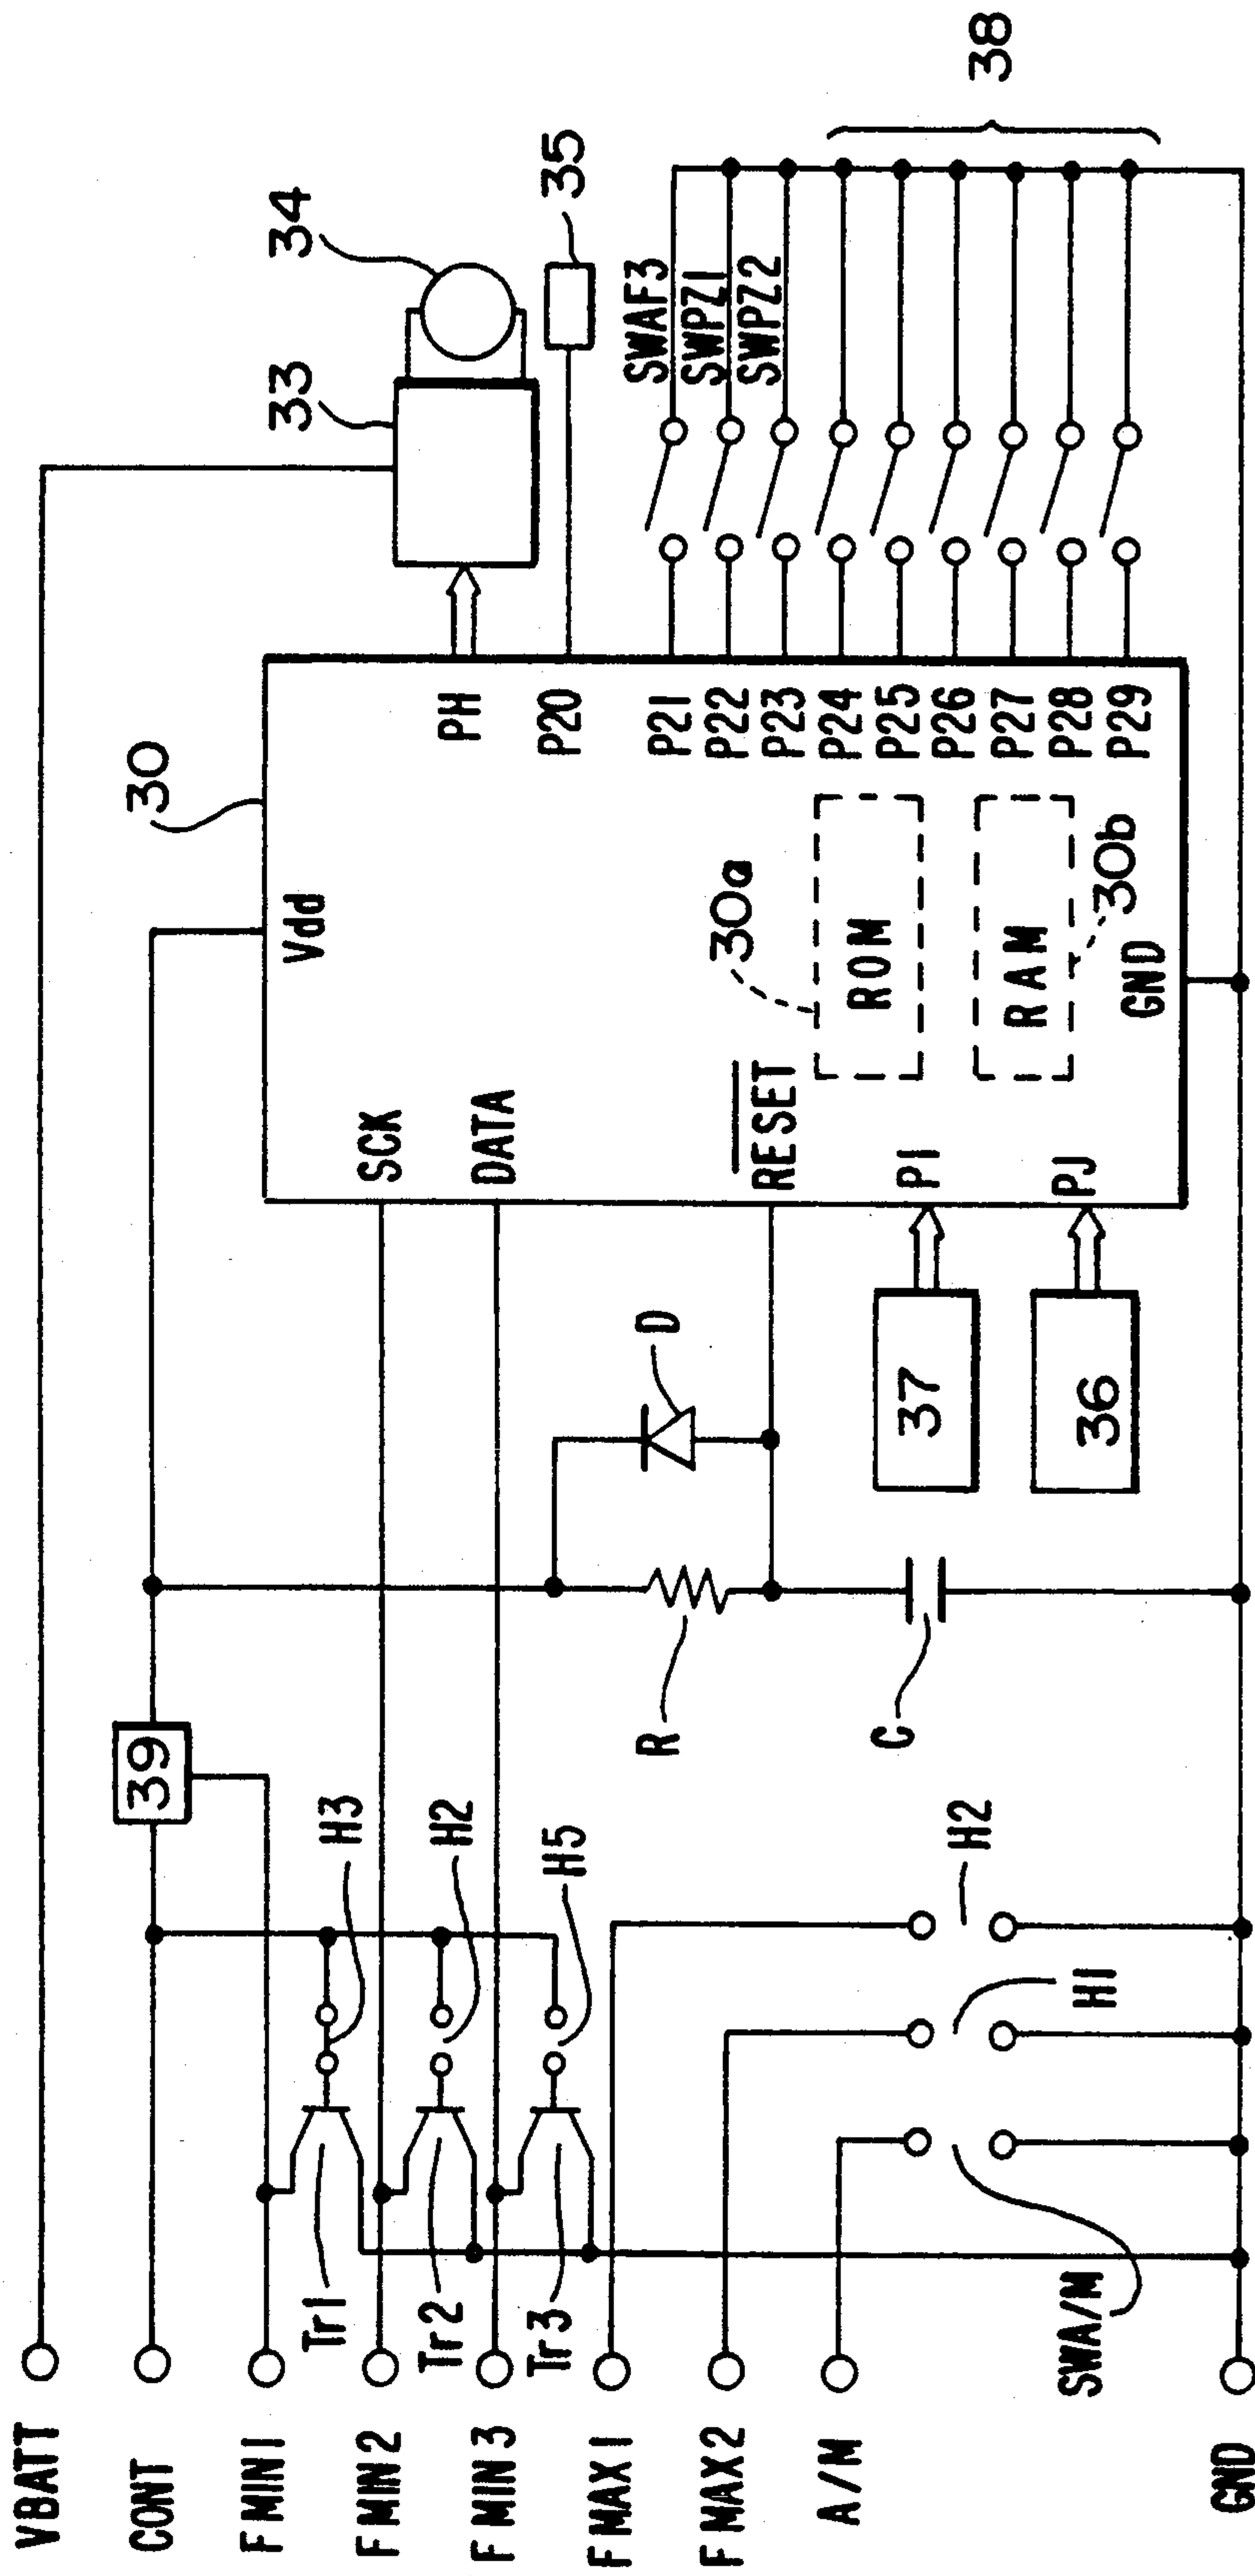 VBATT
CONT
FMIN1
FMIN2
FMIN3
FMAX1
FMAX2
A/M
GND
Tr1
Tr2
Tr3
SWA/M
H3
H2
H5
H1
H2
39
R
C
D
37
36
30
Vdd
SCK
DATA
RESET
PI
PJ
30a
ROM
RAM
30b
GND
PH
P20
P21
P22
P23
P24
P25
P26
P27
P28
P29
33
34
35
SWAF3
SWPZ1
SWPZ2
38